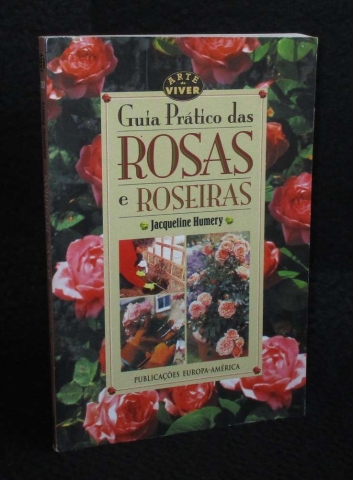 ARTE
de
VIVER
Guia Prático das
ROSAS
e ROSEIRAS
Jacqueline Humery
PUBLICAÇÕES EUROPA-AMÉRICA